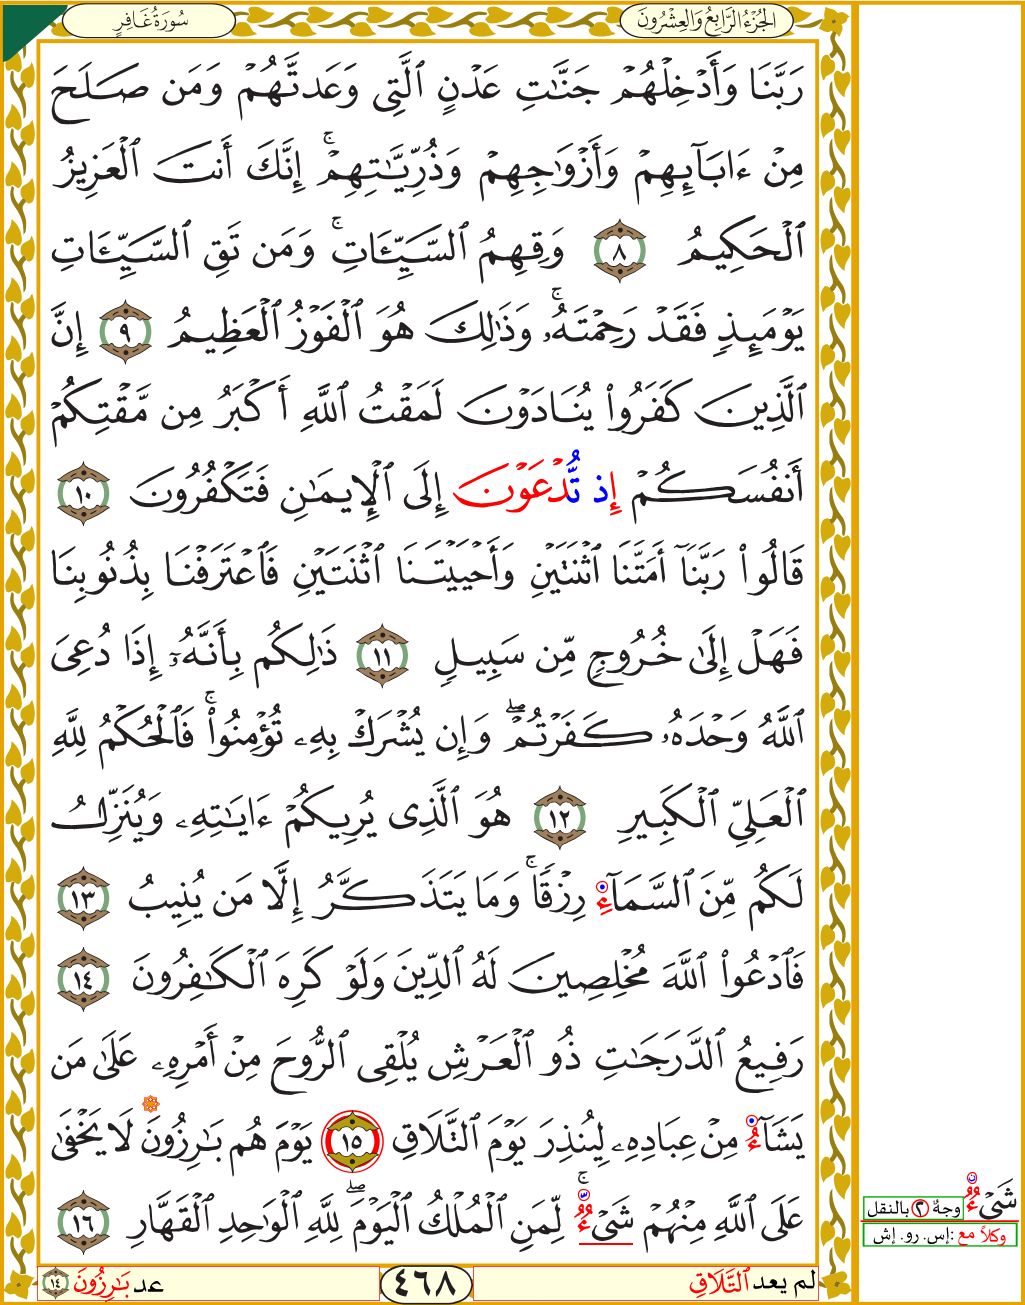 الجُزْءُ الرَّابِعُ وَالعِشْرُونَ
سُورَةُ غَافِرٍ
رَبَّنَا وَأَدۡخِلۡهُمۡ جَنَّٰتِ عَدۡنٍ ٱلَّتِي وَعَدتَّهُمۡ وَمَن صَلَحَ
مِنۡ ءَابَآئِهِمۡ وَأَزۡوَٰجِهِمۡ وَذُرِّيَّٰتِهِمۡۚ إِنَّكَ أَنتَ ٱلۡعَزِيزُ
ٱلۡحَكِيمُ ٨ وَقِهِمُ ٱلسَّيِّـَٔاتِۚ وَمَن تَقِ ٱلسَّيِّـَٔاتِ
يَوۡمَئِذٖ فَقَدۡ رَحِمۡتَهُۥۚ وَذَٰلِكَ هُوَ ٱلۡفَوۡزُ ٱلۡعَظِيمُ ٩ إِنَّ
ٱلَّذِينَ كَفَرُواْ يُنَادَوۡنَ لَمَقۡتُ ٱللَّهِ أَكۡبَرُ مِن مَّقۡتِكُمۡ
أَنفُسَكُمۡ إِذ تُّدۡعَوۡنَ إِلَى ٱلۡإِيمَٰنِ فَتَكۡفُرُونَ ١٠
قَالُواْ رَبَّنَآ أَمَتَّنَا ٱثۡنَتَيۡنِ وَأَحۡيَيۡتَنَا ٱثۡنَتَيۡنِ فَٱعۡتَرَفۡنَا بِذُنُوبِنَا
فَهَلۡ إِلَىٰ خُرُوجٖ مِّن سَبِيلٖ ١١ ذَٰلِكُم بِأَنَّهُۥٓ إِذَا دُعِيَ
ٱللَّهُ وَحۡدَهُۥ كَفَرۡتُمۡۖ وَإِن يُشۡرَكۡ بِهِۦ تُؤۡمِنُواْۚ فَٱلۡحُكۡمُ لِلَّهِ
ٱلۡعَلِيِّ ٱلۡكَبِيرِ ١٢ هُوَ ٱلَّذِي يُرِيكُمۡ ءَايَٰتِهِۦ وَيُنَزِّلُ
لَكُم مِّنَ ٱلسَّمَآءِ رِزۡقٗاۚ وَمَا يَتَذَكَّرُ إِلَّا مَن يُنِيبُ ١٣
فَٱدۡعُواْ ٱللَّهَ مُخۡلِصِينَ لَهُ ٱلدِّينَ وَلَوۡ كَرِهَ ٱلۡكَٰفِرُونَ ١٤
رَفِيعُ ٱلدَّرَجَٰتِ ذُو ٱلۡعَرۡشِ يُلۡقِي ٱلرُّوحَ مِنۡ أَمۡرِهِۦ عَلَىٰ مَن
يَشَآءُ مِنۡ عِبَادِهِۦ لِيُنذِرَ يَوۡمَ ٱلتَّلَاقِ ١٥ يَوۡمَ هُم بَٰرِزُونَ لَا يَخۡفَىٰ
عَلَى ٱللَّهِ مِنۡهُمۡ شَيۡءٞۚ لِّمَنِ ٱلۡمُلۡكُ ٱلۡيَوۡمَۖ لِلَّهِ ٱلۡوَٰحِدِ ٱلۡقَهَّارِ ١٦
شَيۡءُ
وجهٌ ٢ بالنقل
وكلاً مع :إس. رو. إش
لم يعد ٱلتَّلَاقِ
٤٦٨
عد بَٰرِزُونَ ١٤